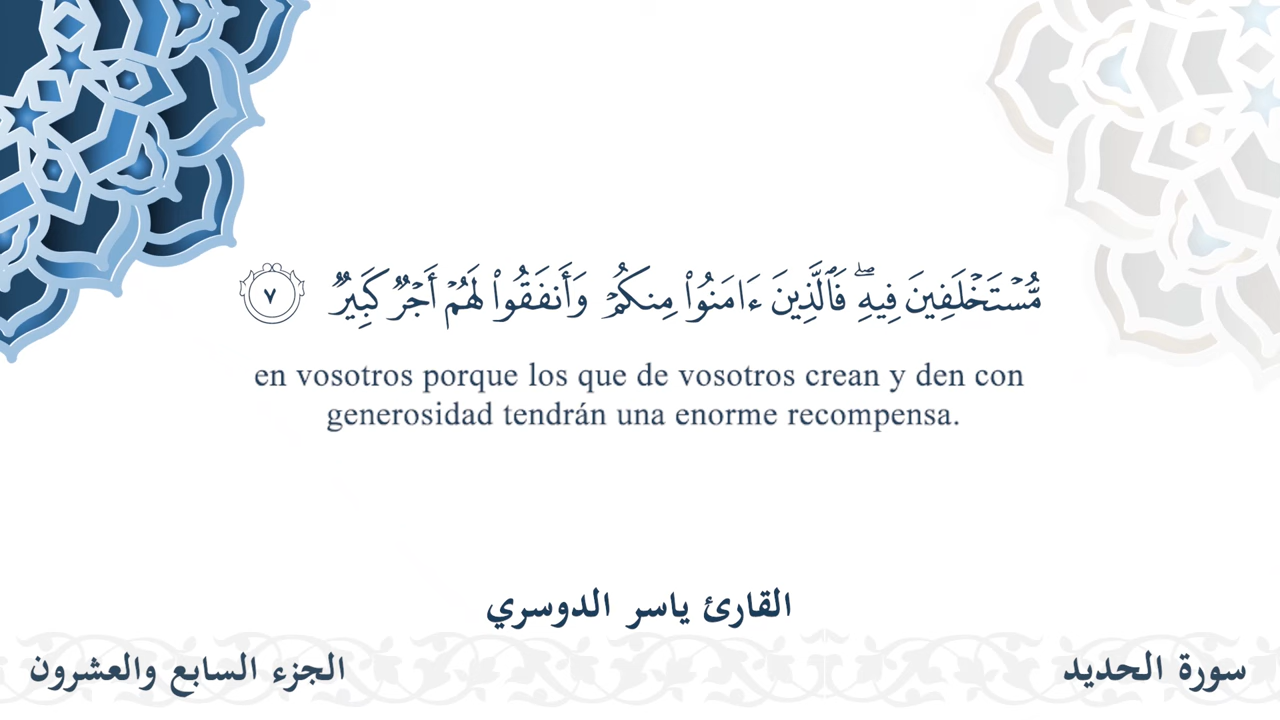 مُّسۡتَخۡلَفِينَ فِيهِۖ فَٱلَّذِينَ ءَامَنُواْ مِنكُمۡ وَأَنفَقُواْ لَهُمۡ أَجۡرٞ كَبِيرٞ ٧
en vosotros porque los que de vosotros crean y den con
generosidad tendrán una enorme recompensa.
القارئ ياسر الدوسري
سورة الحديد
الجزء السابع والعشرون